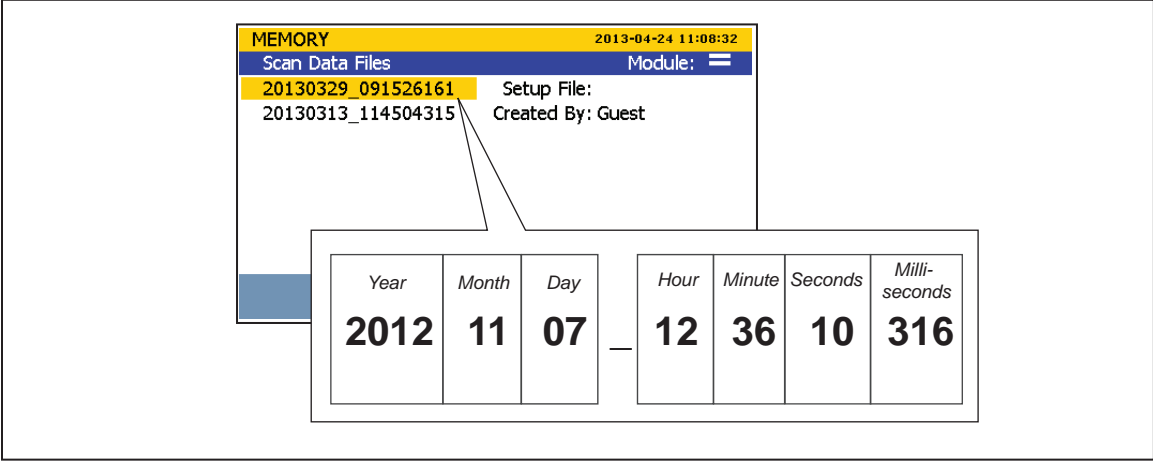 MEMORY 2013-04-24 11:08:32
Scan Data Files Module:
20130329_091526161 Setup File:
20130313_114504315 Created By: Guest
Year Month Day Hour Minute Seconds Milli-
seconds
2012 11 07 _ 12 36 10 316